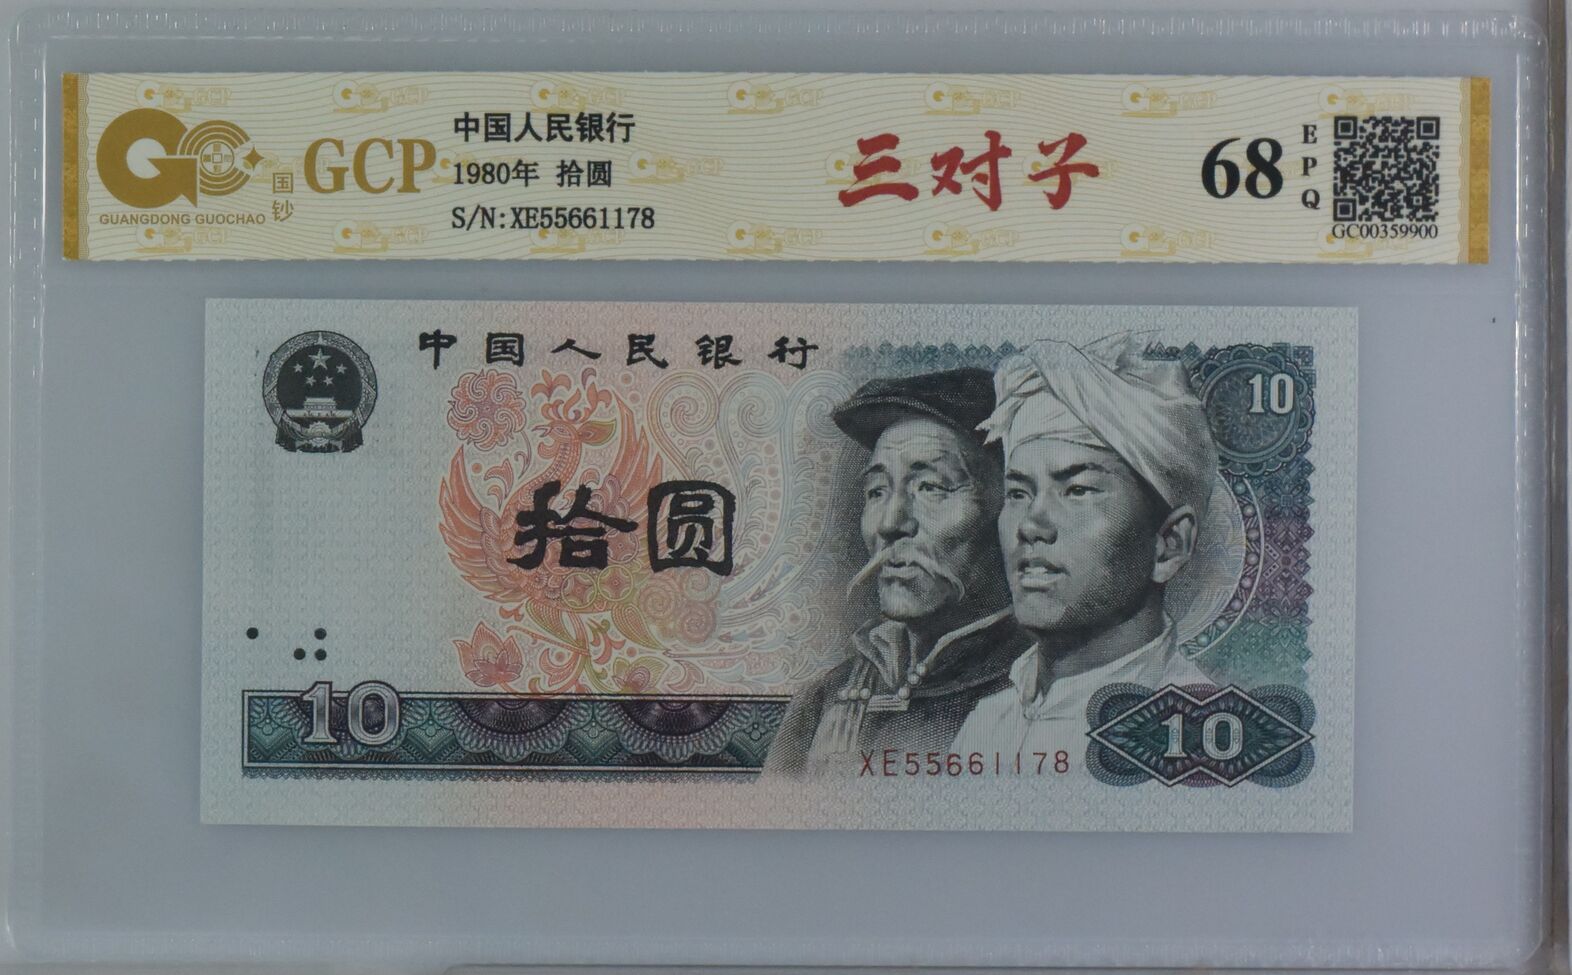 GCP
国钞
GUANGDONG GUOCHAO
中国人民银行
1980年 拾圆
S/N:XE55661178
三对子
68
EPQ
GC00359900
中国人民银行
10
拾圆
10
XE55661178
10